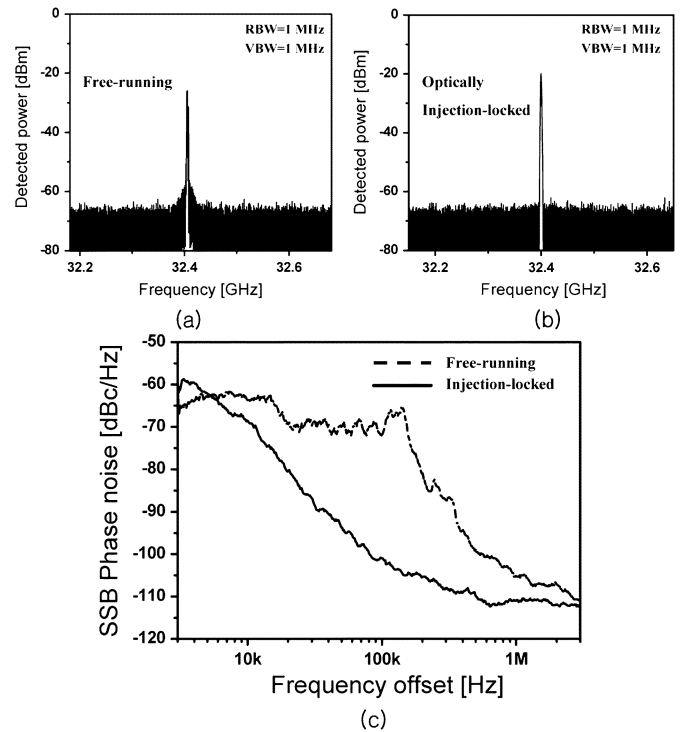 0
-20
-40
-60
-80
Detected power [dBm]
RBW=1 MHz
VBW=1 MHz
Free-running
32.2
32.4
32.6
Frequency [GHz]
(a)
0
-20
-40
-60
-80
Detected power [dBm]
RBW=1 MHz
VBW=1 MHz
Optically
Injection-locked
32.2
32.4
32.6
Frequency [GHz]
(b)
-50
-60
-70
-80
-90
-100
-110
-120
SSB Phase noise [dBc/Hz]
Free-running
Injection-locked
10k
100k
1M
Frequency offset [Hz]
(c)